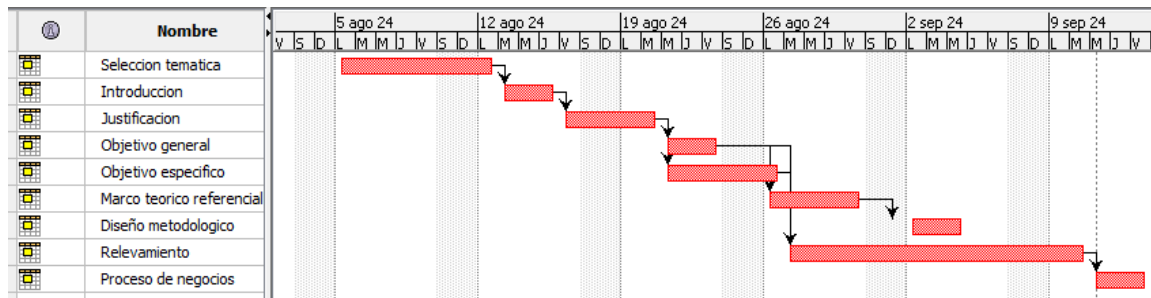 Nombre
5 ago 24 12 ago 24 19 ago 24 26 ago 24 2 sep 24 9 sep 24
V S D L M M J V S D L M M J V S D L M M J V S D L M M J V S D L M M J V S D L M M J V
Seleccion tematica
Introduccion
Justificacion
Objetivo general
Objetivo especifico
Marco teorico referencial
Diseño metodologico
Relevamiento
Proceso de negocios